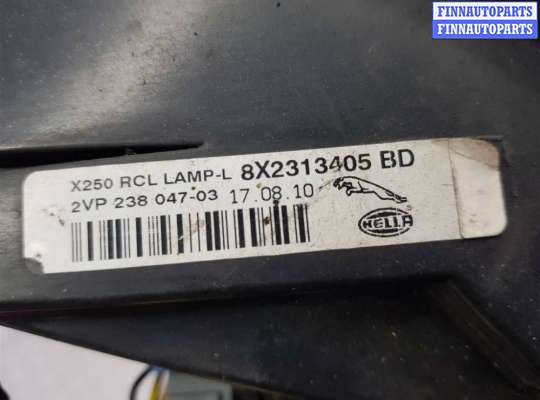 FINNAUTOPARTS
FINNAUTOPARTS
X250 RCL LAMP-L 8X2313405 BD
2VP 238 047-03 17.08.10
HELLA